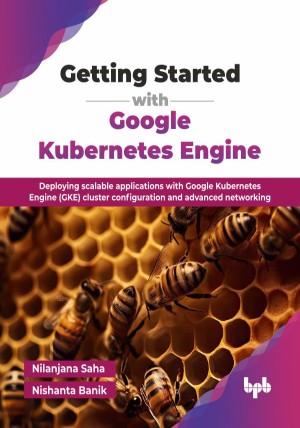 Getting Started
with
Google
Kubernetes Engine
Deploying scalable applications with Google Kubernetes
Engine (GKE) cluster configuration and advanced networking
Nilanjana Saha
Nishanta Banik
bpb